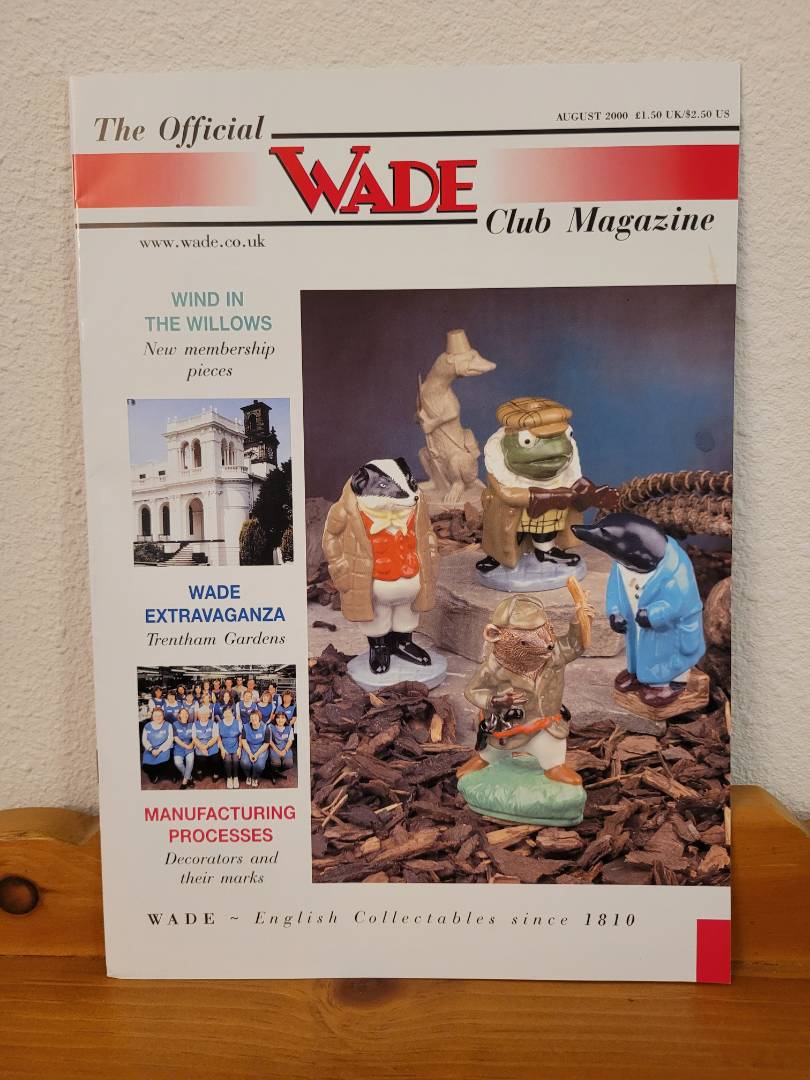 The Official
AUGUST 2000 £1.50 UK/$2.50 US
WADE
Club Magazine
www.wade.co.uk
WIND IN
THE WILLOWS
New membership
pieces
WADE
EXTRAVAGANZA
Trentham Gardens
MANUFACTURING
PROCESSES
Decorators and
their marks
WADE ~ English Collectables since 1810